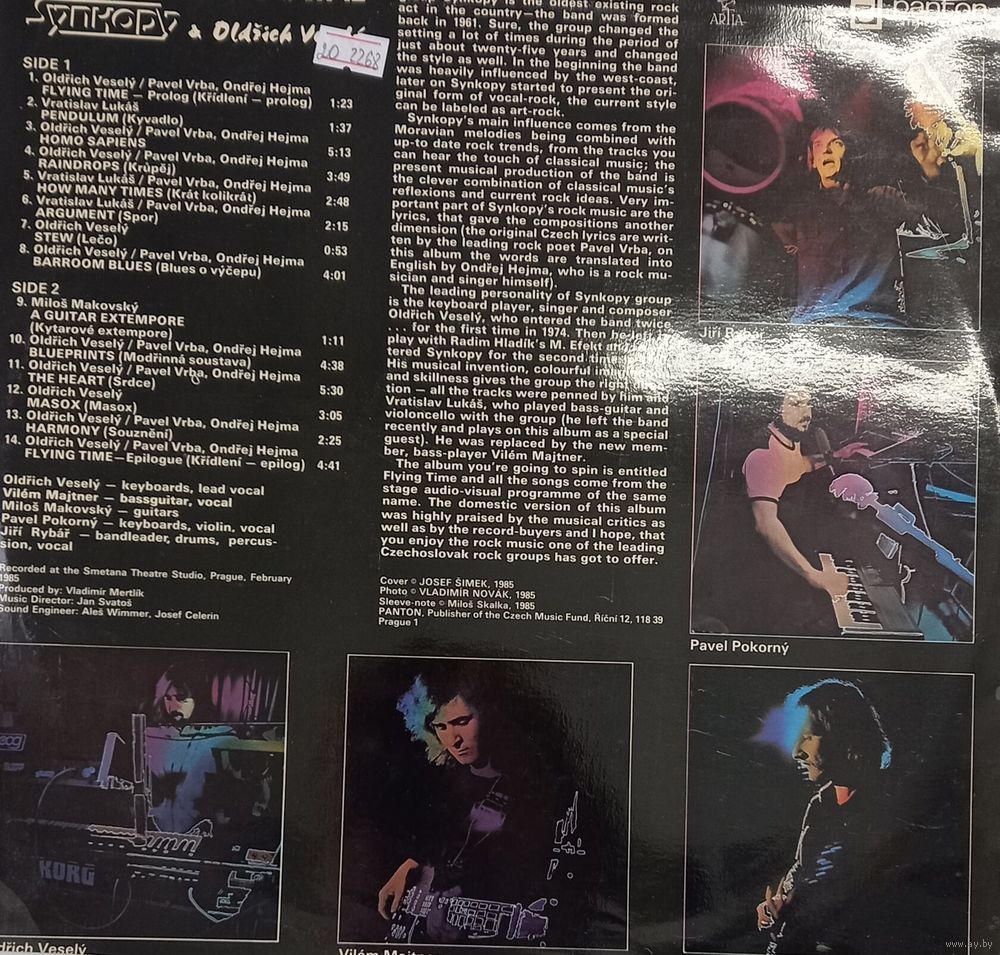 Synkopy
& Oldřich
20 2268
SIDE 1
1. Oldřich Veselý / Pavel Vrba, Ondřej Hejma
FLYING TIME — Prolog (Křídlení — prolog) 1:23
2. Vratislav Lukáš
PENDULUM (Kyvadlo) 1:37
3. Oldřich Veselý / Pavel Vrba, Ondřej Hejma
HOMO SAPIENS 5:13
4. Oldřich Veselý / Pavel Vrba, Ondřej Hejma
RAINDROPS (Krůpěj) 3:49
5. Vratislav Lukáš / Pavel Vrba, Ondřej Hejma
HOW MANY TIMES (Krát kolikrát) 2:48
6. Vratislav Lukáš / Pavel Vrba, Ondřej Hejma
ARGUMENT (Spor) 2:15
7. Oldřich Veselý
STEW (Lečo) 0:53
8. Oldřich Veselý / Pavel Vrba, Ondřej Hejma
BARROOM BLUES (Blues o výčepu) 4:01
SIDE 2
9. Miloš Makovský
A GUITAR EXTEMPORE
(Kytarové extempore) 1:11
10. Oldřich Veselý / Pavel Vrba, Ondřej Hejma
BLUEPRINTS (Modřinná soustava) 4:38
11. Oldřich Veselý / Pavel Vrba, Ondřej Hejma
THE HEART (Srdce) 5:30
12. Oldřich Veselý
MASOX (Masox) 3:05
13. Oldřich Veselý / Pavel Vrba, Ondřej Hejma
HARMONY (Souznění) 2:25
14. Oldřich Veselý / Pavel Vrba, Ondřej Hejma
FLYING TIME—Epilogue (Křídlení — epilog) 4:41
Oldřich Veselý — keyboards, lead vocal
Vilém Majtner — bassguitar, vocal
Miloš Makovský — guitars
Pavel Pokorný — keyboards, violin, vocal
Jiří Rybář — bandleader, drums, percus-
sion, vocal
Recorded at the Smetana Theatre Studio, Prague, February
1985
Produced by: Vladimír Mertlík
Music Director: Jan Svatoš
Sound Engineer: Aleš Wimmer, Josef Celerin
Synkopy is the oldest existing rock
act in the country—the band was formed
back in 1961. Sure, the group changed the
setting a lot of times during the period of
just about twenty-five years and changed
the style as well. In the beginning the band
was heavily influenced by the west-coast,
later on Synkopy started to present the ori-
ginal form of vocal-rock, the current style
can be labeled as art-rock.
Synkopy's main influence comes from the
Moravian melodies being combined with
up-to date rock trends, from the tracks you
can hear the touch of classical music; the
present musical production of the band is
the clever combination of classical music's
reflexions and current rock ideas. Very im-
portant part of Synkopy's rock music are the
lyrics, that gave the compositions another
dimension (the original Czech lyrics are writ-
ten by the leading rock poet Pavel Vrba, on
this album the words are translated into
English by Ondřej Hejma, who is a rock mu-
sician and singer himself).
The leading personality of Synkopy group
is the keyboard player, singer and composer
Oldřich Veselý, who entered the band twice
... for the first time in 1974. Then he left
play with Radim Hladík's M. Efekt
tered Synkopy for the second time
His musical invention, colourful
and skillness gives the group the right
tion — all the tracks were penned by him and
Vratislav Lukáš, who played bass-guitar and
violoncello with the group (he left the band
recently and plays on this album as a special
guest). He was replaced by the new mem-
ber, bass-player Vilém Majtner.
The album you're going to spin is entitled
Flying Time and all the songs come from the
stage audio-visual programme of the same
name. The domestic version of this album
was highly praised by the musical critics as
well as by the record-buyers and I hope, that
you enjoy the rock music one of the leading
Czechoslovak rock groups has got to offer.
Cover © JOSEF ŠIMEK, 1985
Photo © VLADIMÍR NOVÁK, 1985
Sleeve-note © Miloš Skalka, 1985
PANTON, Publisher of the Czech Music Fund, Říční 12, 118 39
Prague 1
ARTIA
panton
Jiří Rybář
Pavel Pokorný
KORG
www.ay.by